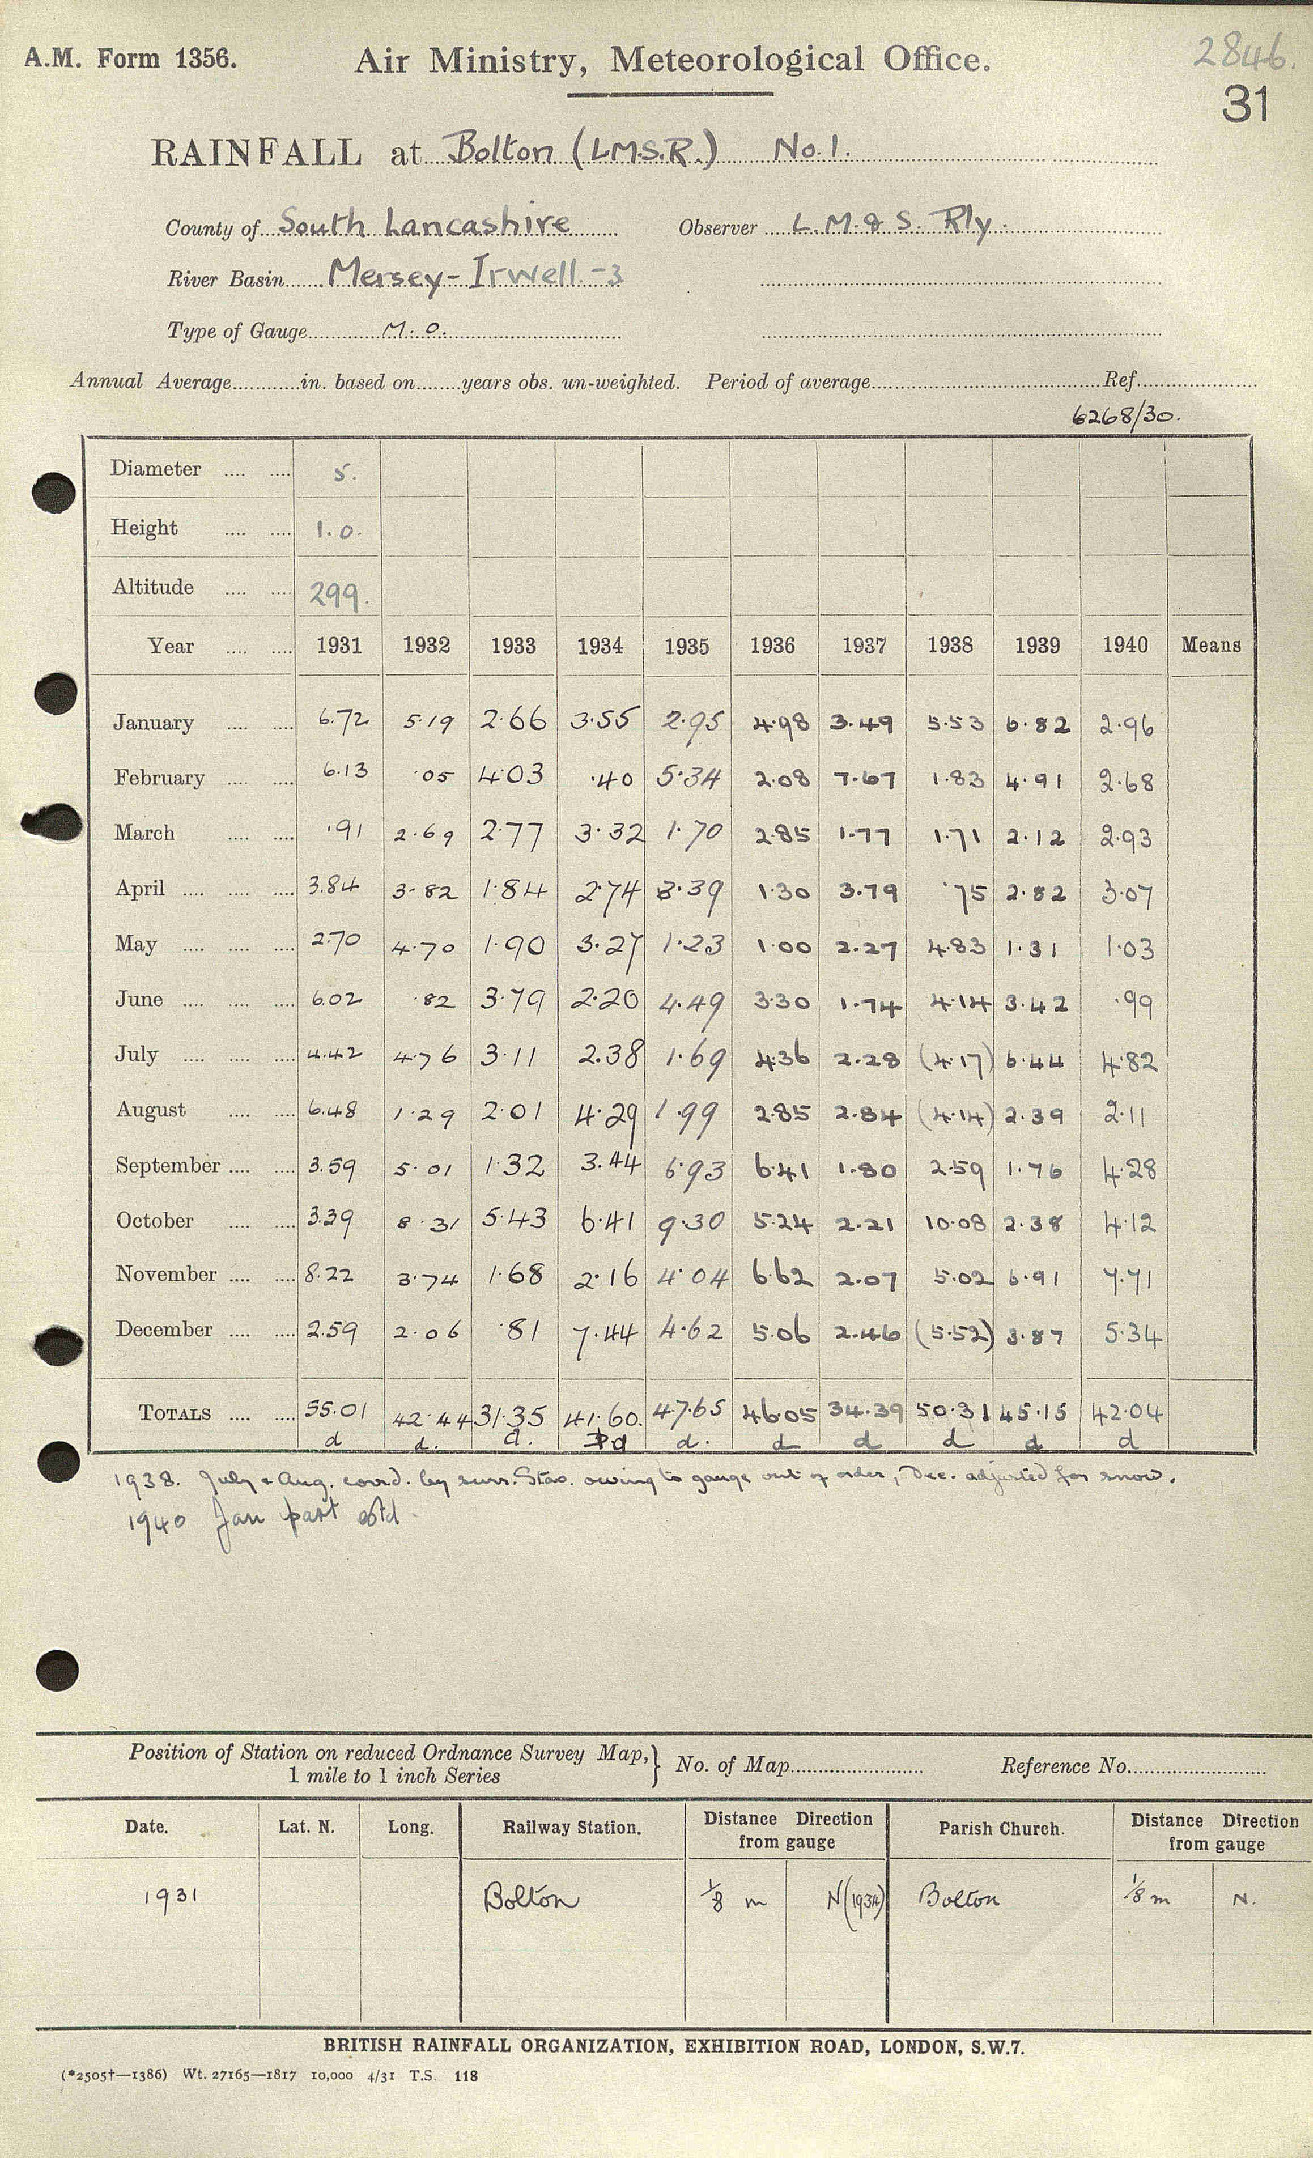 A.M. Form 1356. Air Ministry, Meteorological Office. 2846.
31
RAINFALL at Bolton (L.M.S.R.) No. 1.
County of South Lancashire Observer L.M. & S. Rly.
River Basin Mersey-Irwell.-3
Type of Gauge M.O.
Annual Average in. based on years obs. un-weighted. Period of average Ref.
6268/30.
Diameter 5.
Height 1.0.
Altitude 299.
Year 1931 1932 1933 1934 1935 1936 1937 1938 1939 1940 Means
January 6.72 5.19 2.66 3.55 2.95 4.98 3.49 5.53 6.82 2.96
February 6.13 .05 4.03 .40 5.34 2.08 7.67 1.83 4.91 2.68
March .91 2.69 2.77 3.32 1.70 2.85 1.77 1.71 2.12 2.93
April 3.84 3.82 1.84 2.74 3.39 1.30 3.79 .75 2.82 3.07
May 2.70 4.70 1.90 3.27 1.23 1.00 2.27 4.83 1.31 1.03
June 6.02 .82 3.79 2.20 4.49 3.30 1.74 4.14 3.42 .99
July 4.42 4.76 3.11 2.38 1.69 4.36 2.28 (4.17) 6.44 4.82
August 6.48 1.29 2.01 4.29 1.99 2.85 2.84 (4.14) 2.39 2.11
September 3.59 5.01 1.32 3.44 6.93 6.41 1.80 2.59 1.76 4.28
October 3.39 8.31 5.43 6.41 9.30 5.24 2.21 10.08 2.38 4.12
November 8.22 3.74 1.68 2.16 4.04 6.62 2.07 5.02 6.91 7.71
December 2.59 2.06 .81 7.44 4.62 5.06 2.46 (5.52) 3.87 5.34
TOTALS 55.01 42.44 31.35 41.60. 47.65 46.05 34.39 50.31 45.15 42.04
d d. d. d d. d d d d d
1938. July & Aug. corrd. by surr. Stas. owing to gauge out of order, Dec. adjusted for snow.
1940 Jan part estd.
Position of Station on reduced Ordnance Survey Map, } No. of Map Reference No.
1 mile to 1 inch Series
Date. Lat. N. Long. Railway Station. Distance Direction from gauge Parish Church. Distance Direction from gauge
1931 Bolton 1/8 m N (1934) Bolton 1/8 m N.
BRITISH RAINFALL ORGANIZATION, EXHIBITION ROAD, LONDON, S.W.7.
(*2505†—1386) Wt. 27165—1817 10,000 4/31 T.S. 118